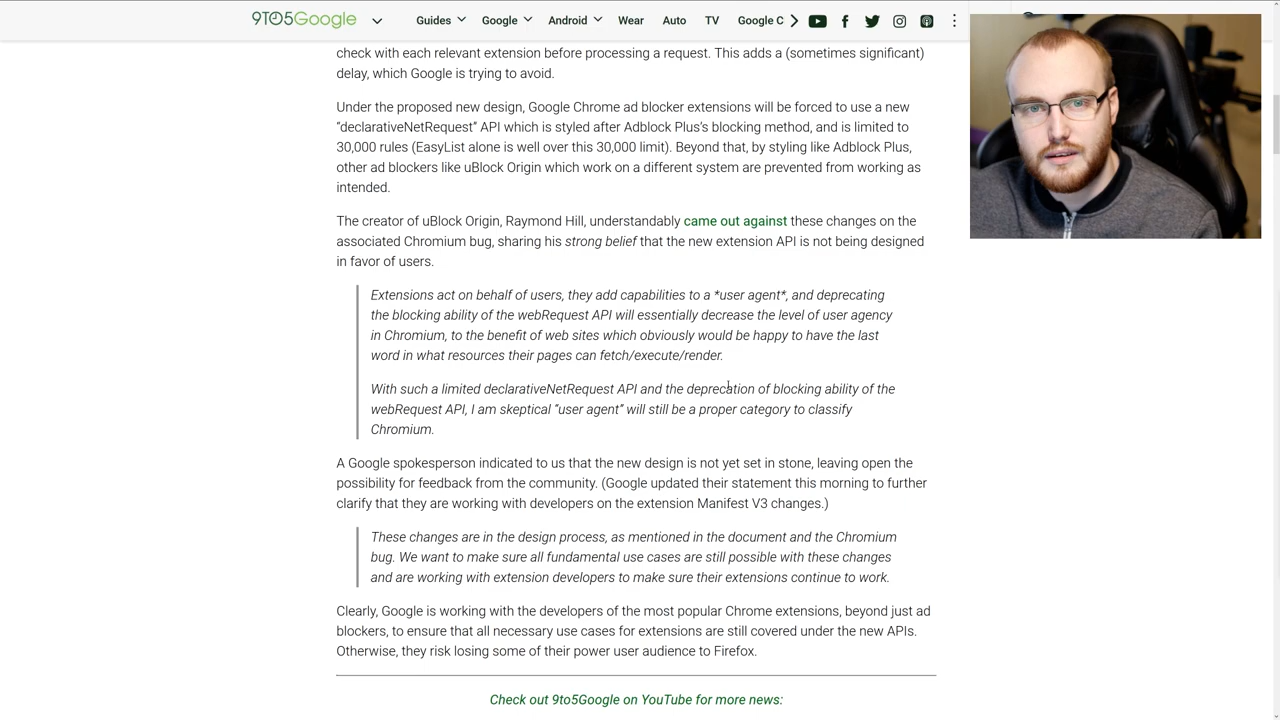 9TO5Google
Guides Google Android Wear Auto TV Google C
check with each relevant extension before processing a request. This adds a (sometimes significant)
delay, which Google is trying to avoid.
Under the proposed new design, Google Chrome ad blocker extensions will be forced to use a new
“declarativeNetRequest” API which is styled after Adblock Plus’s blocking method, and is limited to
30,000 rules (EasyList alone is well over this 30,000 limit). Beyond that, by styling like Adblock Plus,
other ad blockers like uBlock Origin which work on a different system are prevented from working as
intended.
The creator of uBlock Origin, Raymond Hill, understandably came out against these changes on the
associated Chromium bug, sharing his strong belief that the new extension API is not being designed
in favor of users.
Extensions act on behalf of users, they add capabilities to a *user agent*, and deprecating
the blocking ability of the webRequest API will essentially decrease the level of user agency
in Chromium, to the benefit of web sites which obviously would be happy to have the last
word in what resources their pages can fetch/execute/render.
With such a limited declarativeNetRequest API and the deprecation of blocking ability of the
webRequest API, I am skeptical “user agent” will still be a proper category to classify
Chromium.
A Google spokesperson indicated to us that the new design is not yet set in stone, leaving open the
possibility for feedback from the community. (Google updated their statement this morning to further
clarify that they are working with developers on the extension Manifest V3 changes.)
These changes are in the design process, as mentioned in the document and the Chromium
bug. We want to make sure all fundamental use cases are still possible with these changes
and are working with extension developers to make sure their extensions continue to work.
Clearly, Google is working with the developers of the most popular Chrome extensions, beyond just ad
blockers, to ensure that all necessary use cases for extensions are still covered under the new APIs.
Otherwise, they risk losing some of their power user audience to Firefox.
Check out 9to5Google on YouTube for more news: